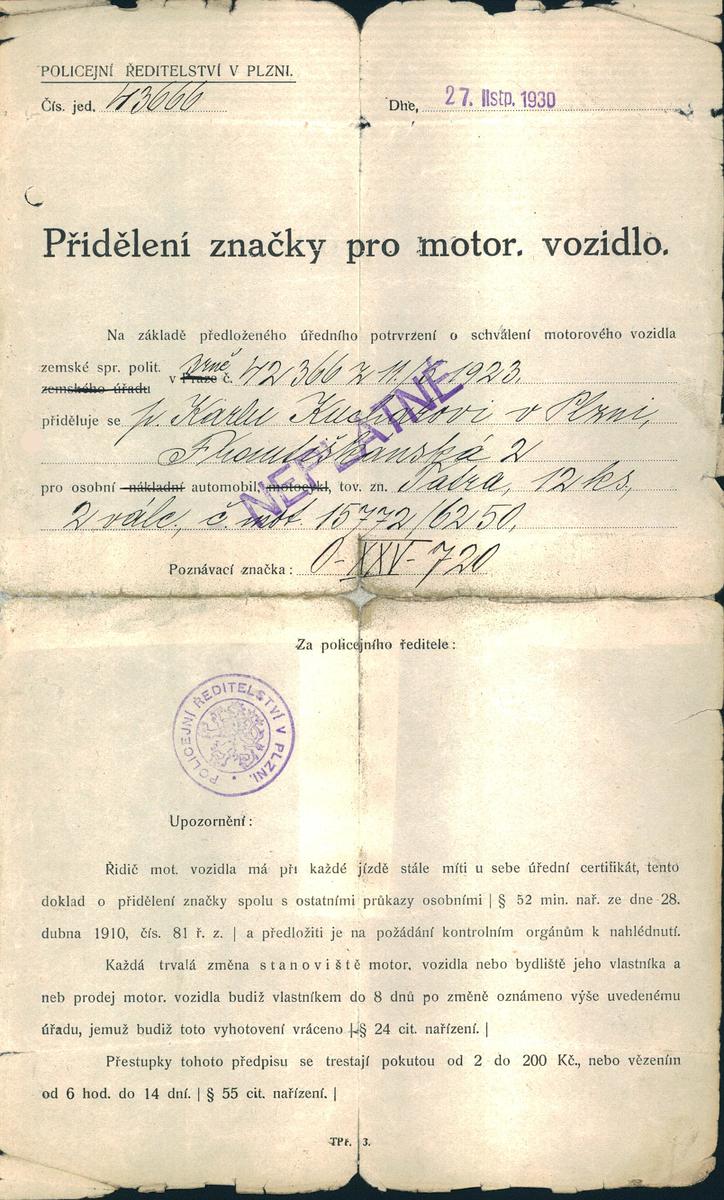 POLICEJNÍ ŘEDITELSTVÍ V PLZNI.
Čís. jed. 43666
Dne, 27. listp. 1930
Přidělení značky pro motor. vozidlo.
Na základě předloženého úředního potrvrzení o schválení motorového vozidla
zemské spr. polit.
zemského úřadu v Praze Brně č. 42366 z 11./5. 1923.
přiděluje se p. Karlu v Plzni,
Františkánská 2
pro osobní nákladní automobil, motocykl, tov. zn. Tatra, 12 ks,
2 válc, č. mot. 15772/6250,
NEPLATNÉ
Poznávací značka: O-XXV-720
Za policejního ředitele:
POLICEJNÍ ŘEDITELSTVÍ V PLZNI.
Upozornění:
Řidič mot. vozidla má při každé jízdě stále míti u sebe úřední certifikát, tento
doklad o přidělení značky spolu s ostatními průkazy osobními | § 52 min. nař. ze dne 28.
dubna 1910, čís. 81 ř. z. | a předložiti je na požádání kontrolním orgánům k nahlédnutí.
Každá trvalá změna stanoviště motor. vozidla nebo bydliště jeho vlastníka a
neb prodej motor. vozidla budiž vlastníkem do 8 dnů po změně oznámeno výše uvedenému
úřadu, jemuž budiž toto vyhotovení vráceno | § 24 cit. nařízení. |
Přestupky tohoto předpisu se trestají pokutou od 2 do 200 Kč., nebo vězením
od 6 hod. do 14 dní. | § 55 cit. nařízení. |
TPř. 3.